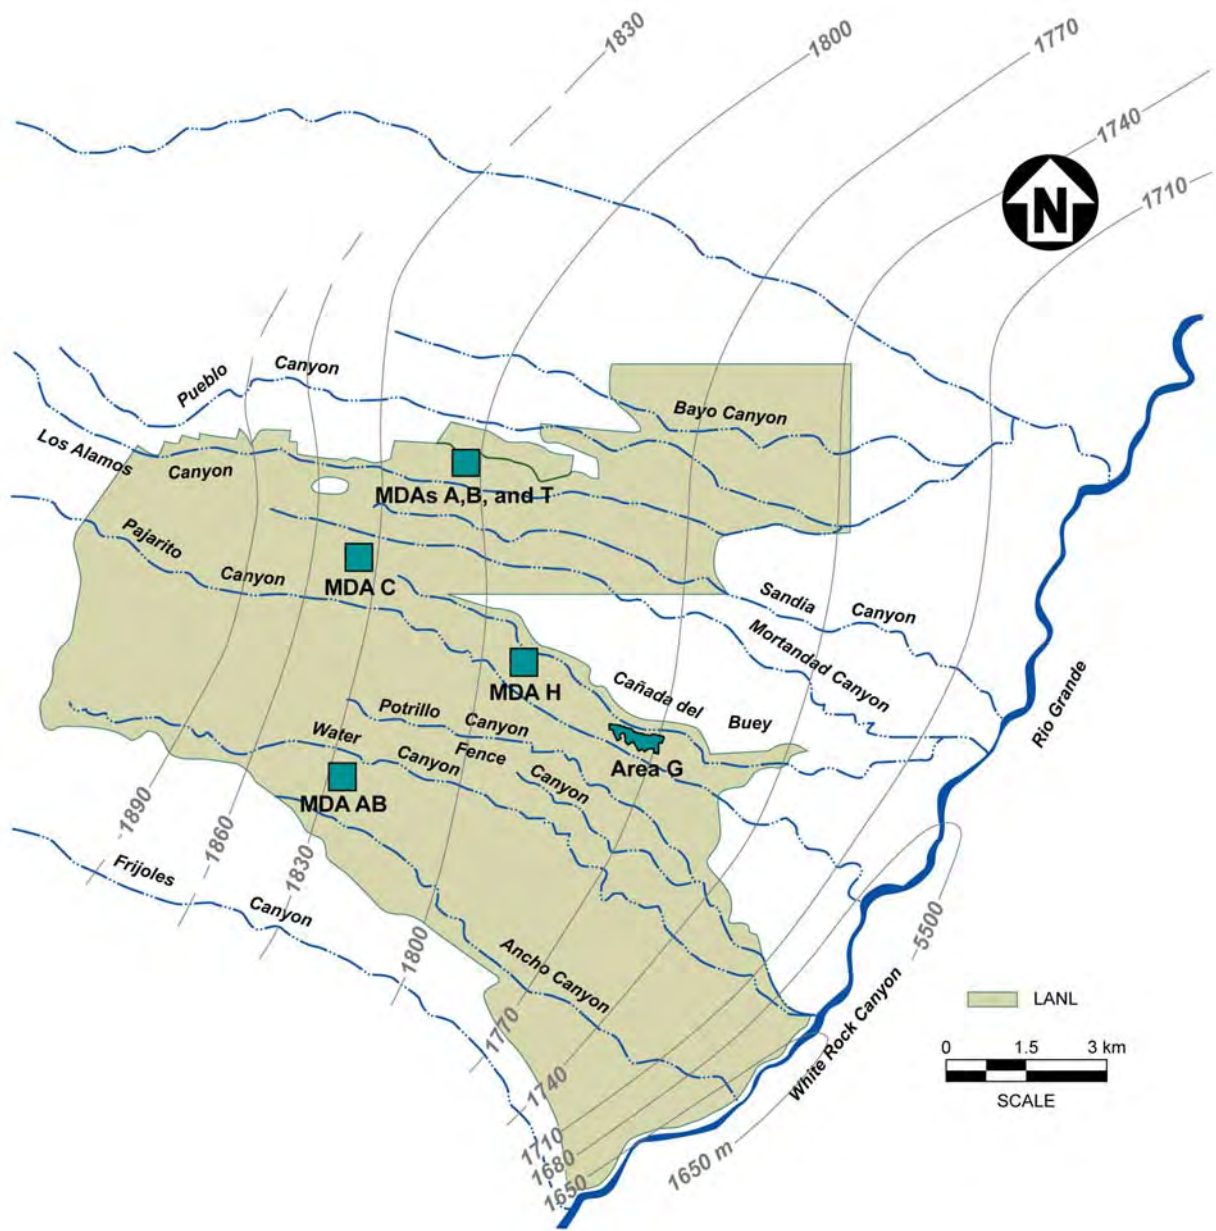 1830
1800
1770
1740
1710
N
Pueblo
Canyon
Bayo Canyon
Los Alamos
Canyon
MDAs A,B, and T
Pajarito
Canyon
MDA C
Sandia
Canyon
Mortandad Canyon
MDA H
Cañada del
Buey
Potrillo
Canyon
Water
Canyon
Fence
Canyon
Area G
Rio Grande
MDA AB
1890
1860
1830
1800
Frijoles
Canyon
Ancho Canyon
5500
White Rock Canyon
LANL
0 1.5 3 km
SCALE
1770
1740
1710
1680
1650
1650 m